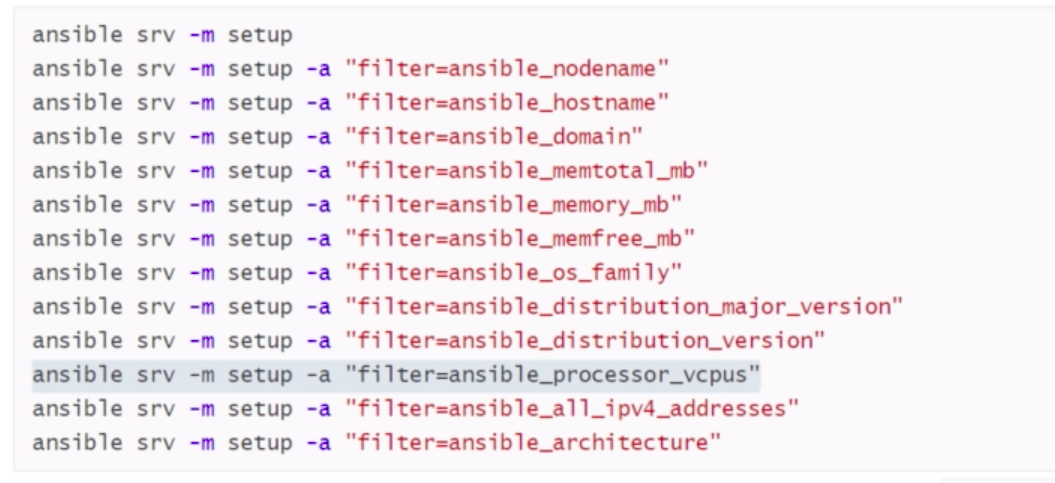 ansible srv -m setup
ansible srv -m setup -a "filter=ansible_nodename"
ansible srv -m setup -a "filter=ansible_hostname"
ansible srv -m setup -a "filter=ansible_domain"
ansible srv -m setup -a "filter=ansible_memtotal_mb"
ansible srv -m setup -a "filter=ansible_memory_mb"
ansible srv -m setup -a "filter=ansible_memfree_mb"
ansible srv -m setup -a "filter=ansible_os_family"
ansible srv -m setup -a "filter=ansible_distribution_major_version"
ansible srv -m setup -a "filter=ansible_distribution_version"
ansible srv -m setup -a "filter=ansible_processor_vcpus"
ansible srv -m setup -a "filter=ansible_all_ipv4_addresses"
ansible srv -m setup -a "filter=ansible_architecture"